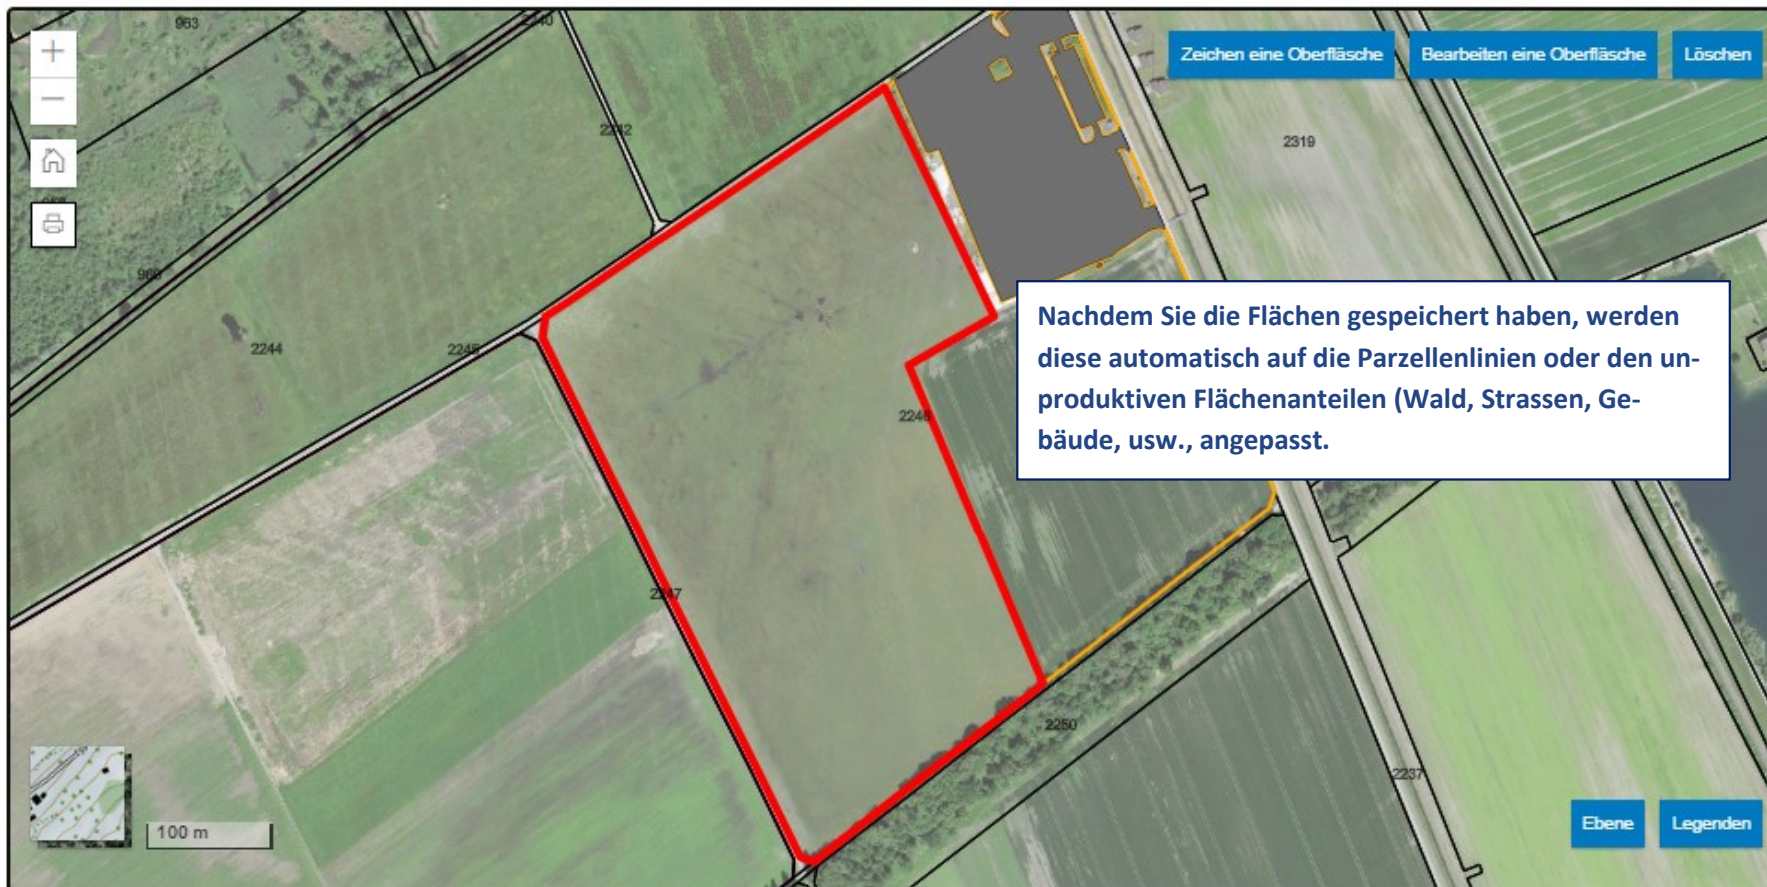 963
2240
+
Zeichen eine Oberfläsche
Bearbeiten eine Oberfläsche
Löschen
−
2242
2319
969
2244
2245
Nachdem Sie die Flächen gespeichert haben, werden
diese automatisch auf die Parzellenlinien oder den un-
produktiven Flächenanteilen (Wald, Strassen, Ge-
bäude, usw., angepasst.
2246
2247
2250
2237
100 m
Ebene
Legenden